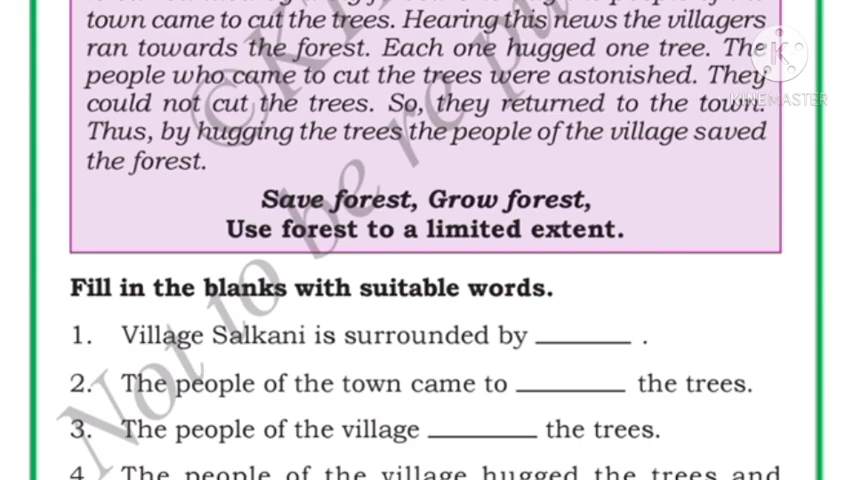 town came to cut the trees. Hearing this news the villagers
ran towards the forest. Each one hugged one tree. The
people who came to cut the trees were astonished. They
could not cut the trees. So, they returned to the town.
Thus, by hugging the trees the people of the village saved
the forest.
Save forest, Grow forest,
Use forest to a limited extent.
Fill in the blanks with suitable words.
1. Village Salkani is surrounded by ________ .
2. The people of the town came to ________ the trees.
3. The people of the village ________ the trees.
4. The people of the village hugged the trees and
Not to be re pu
©K
KINEMASTER